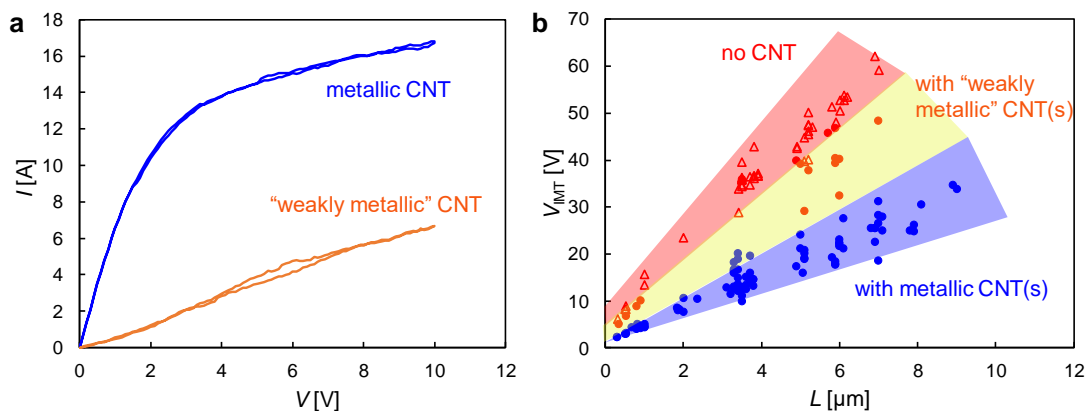 a
18
16
14
12
10
8
6
4
2
0
I [A]
metallic CNT
"weakly metallic" CNT
0 2 4 6 8 10 12
V [V]
b
70
60
50
40
30
20
10
0
V_IMT [V]
no CNT
with "weakly
metallic" CNT(s)
with metallic CNT(s)
0 2 4 6 8 10 12
L [µm]